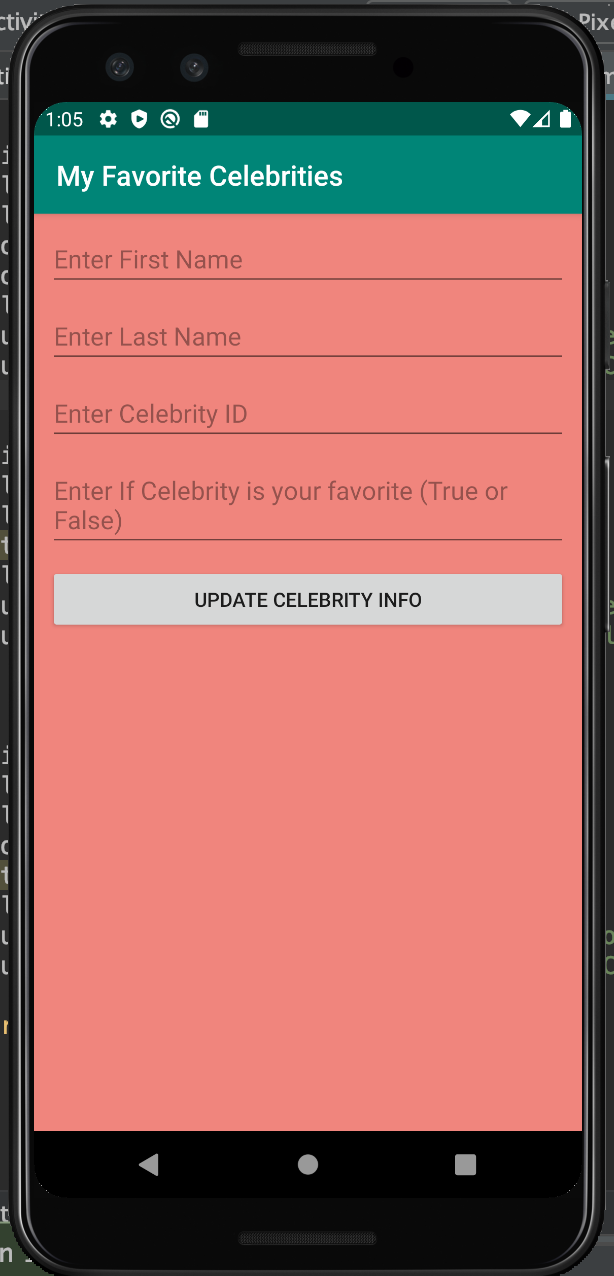 1:05
My Favorite Celebrities
Enter First Name
Enter Last Name
Enter Celebrity ID
Enter If Celebrity is your favorite (True or
False)
UPDATE CELEBRITY INFO